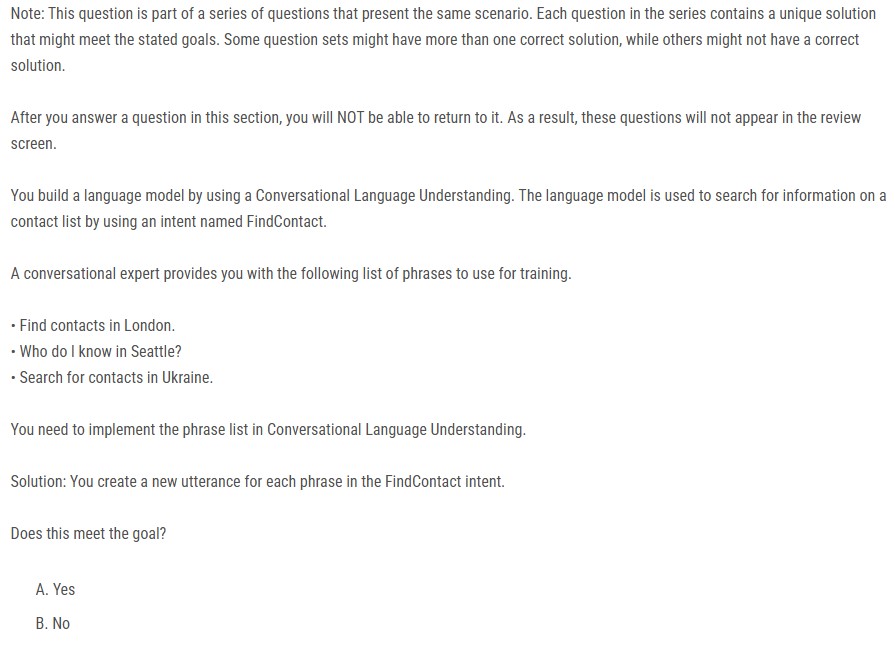 Note: This question is part of a series of questions that present the same scenario. Each question in the series contains a unique solution
that might meet the stated goals. Some question sets might have more than one correct solution, while others might not have a correct
solution.
After you answer a question in this section, you will NOT be able to return to it. As a result, these questions will not appear in the review
screen.
You build a language model by using a Conversational Language Understanding. The language model is used to search for information on a
contact list by using an intent named FindContact.
A conversational expert provides you with the following list of phrases to use for training.
• Find contacts in London.
• Who do I know in Seattle?
• Search for contacts in Ukraine.
You need to implement the phrase list in Conversational Language Understanding.
Solution: You create a new utterance for each phrase in the FindContact intent.
Does this meet the goal?
A. Yes
B. No